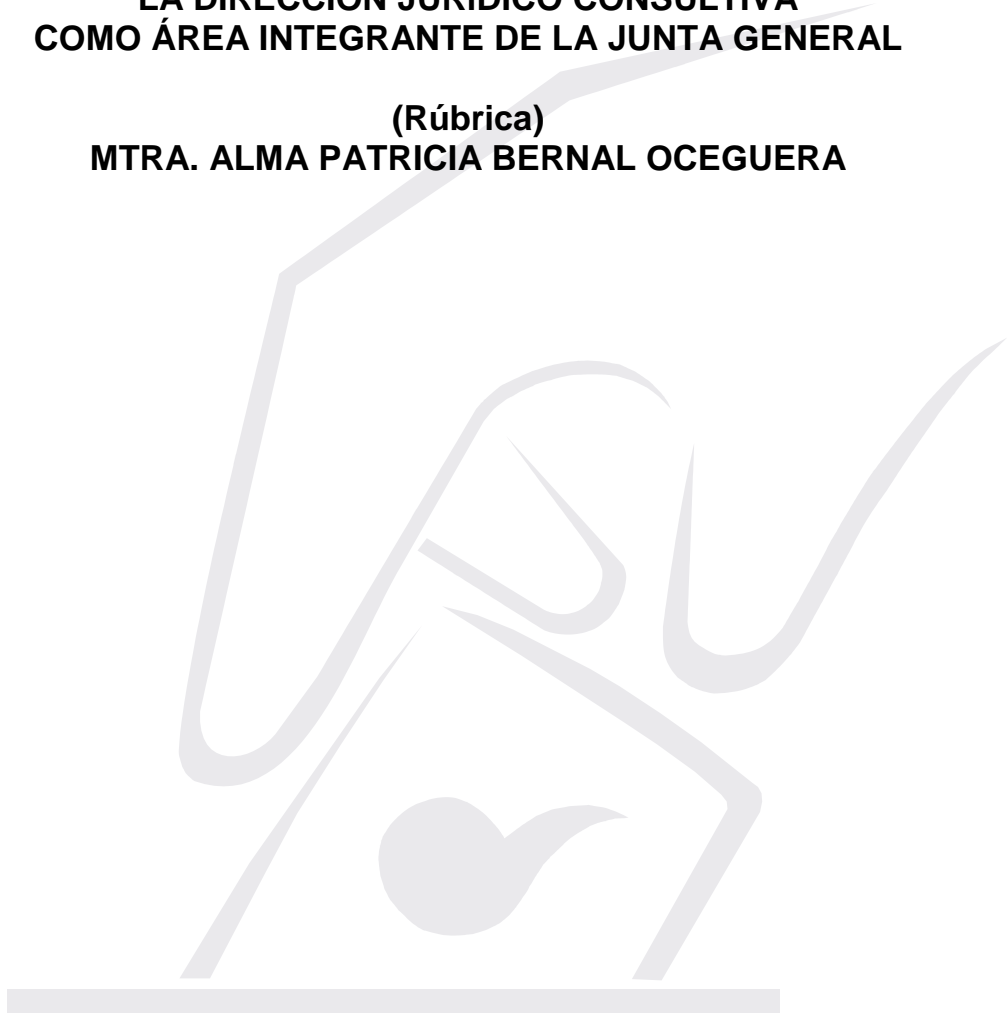 LA DIRECCIÓN JURÍDICO CONSULTIVA
COMO ÁREA INTEGRANTE DE LA JUNTA GENERAL
(Rúbrica)
MTRA. ALMA PATRICIA BERNAL OCEGUERA